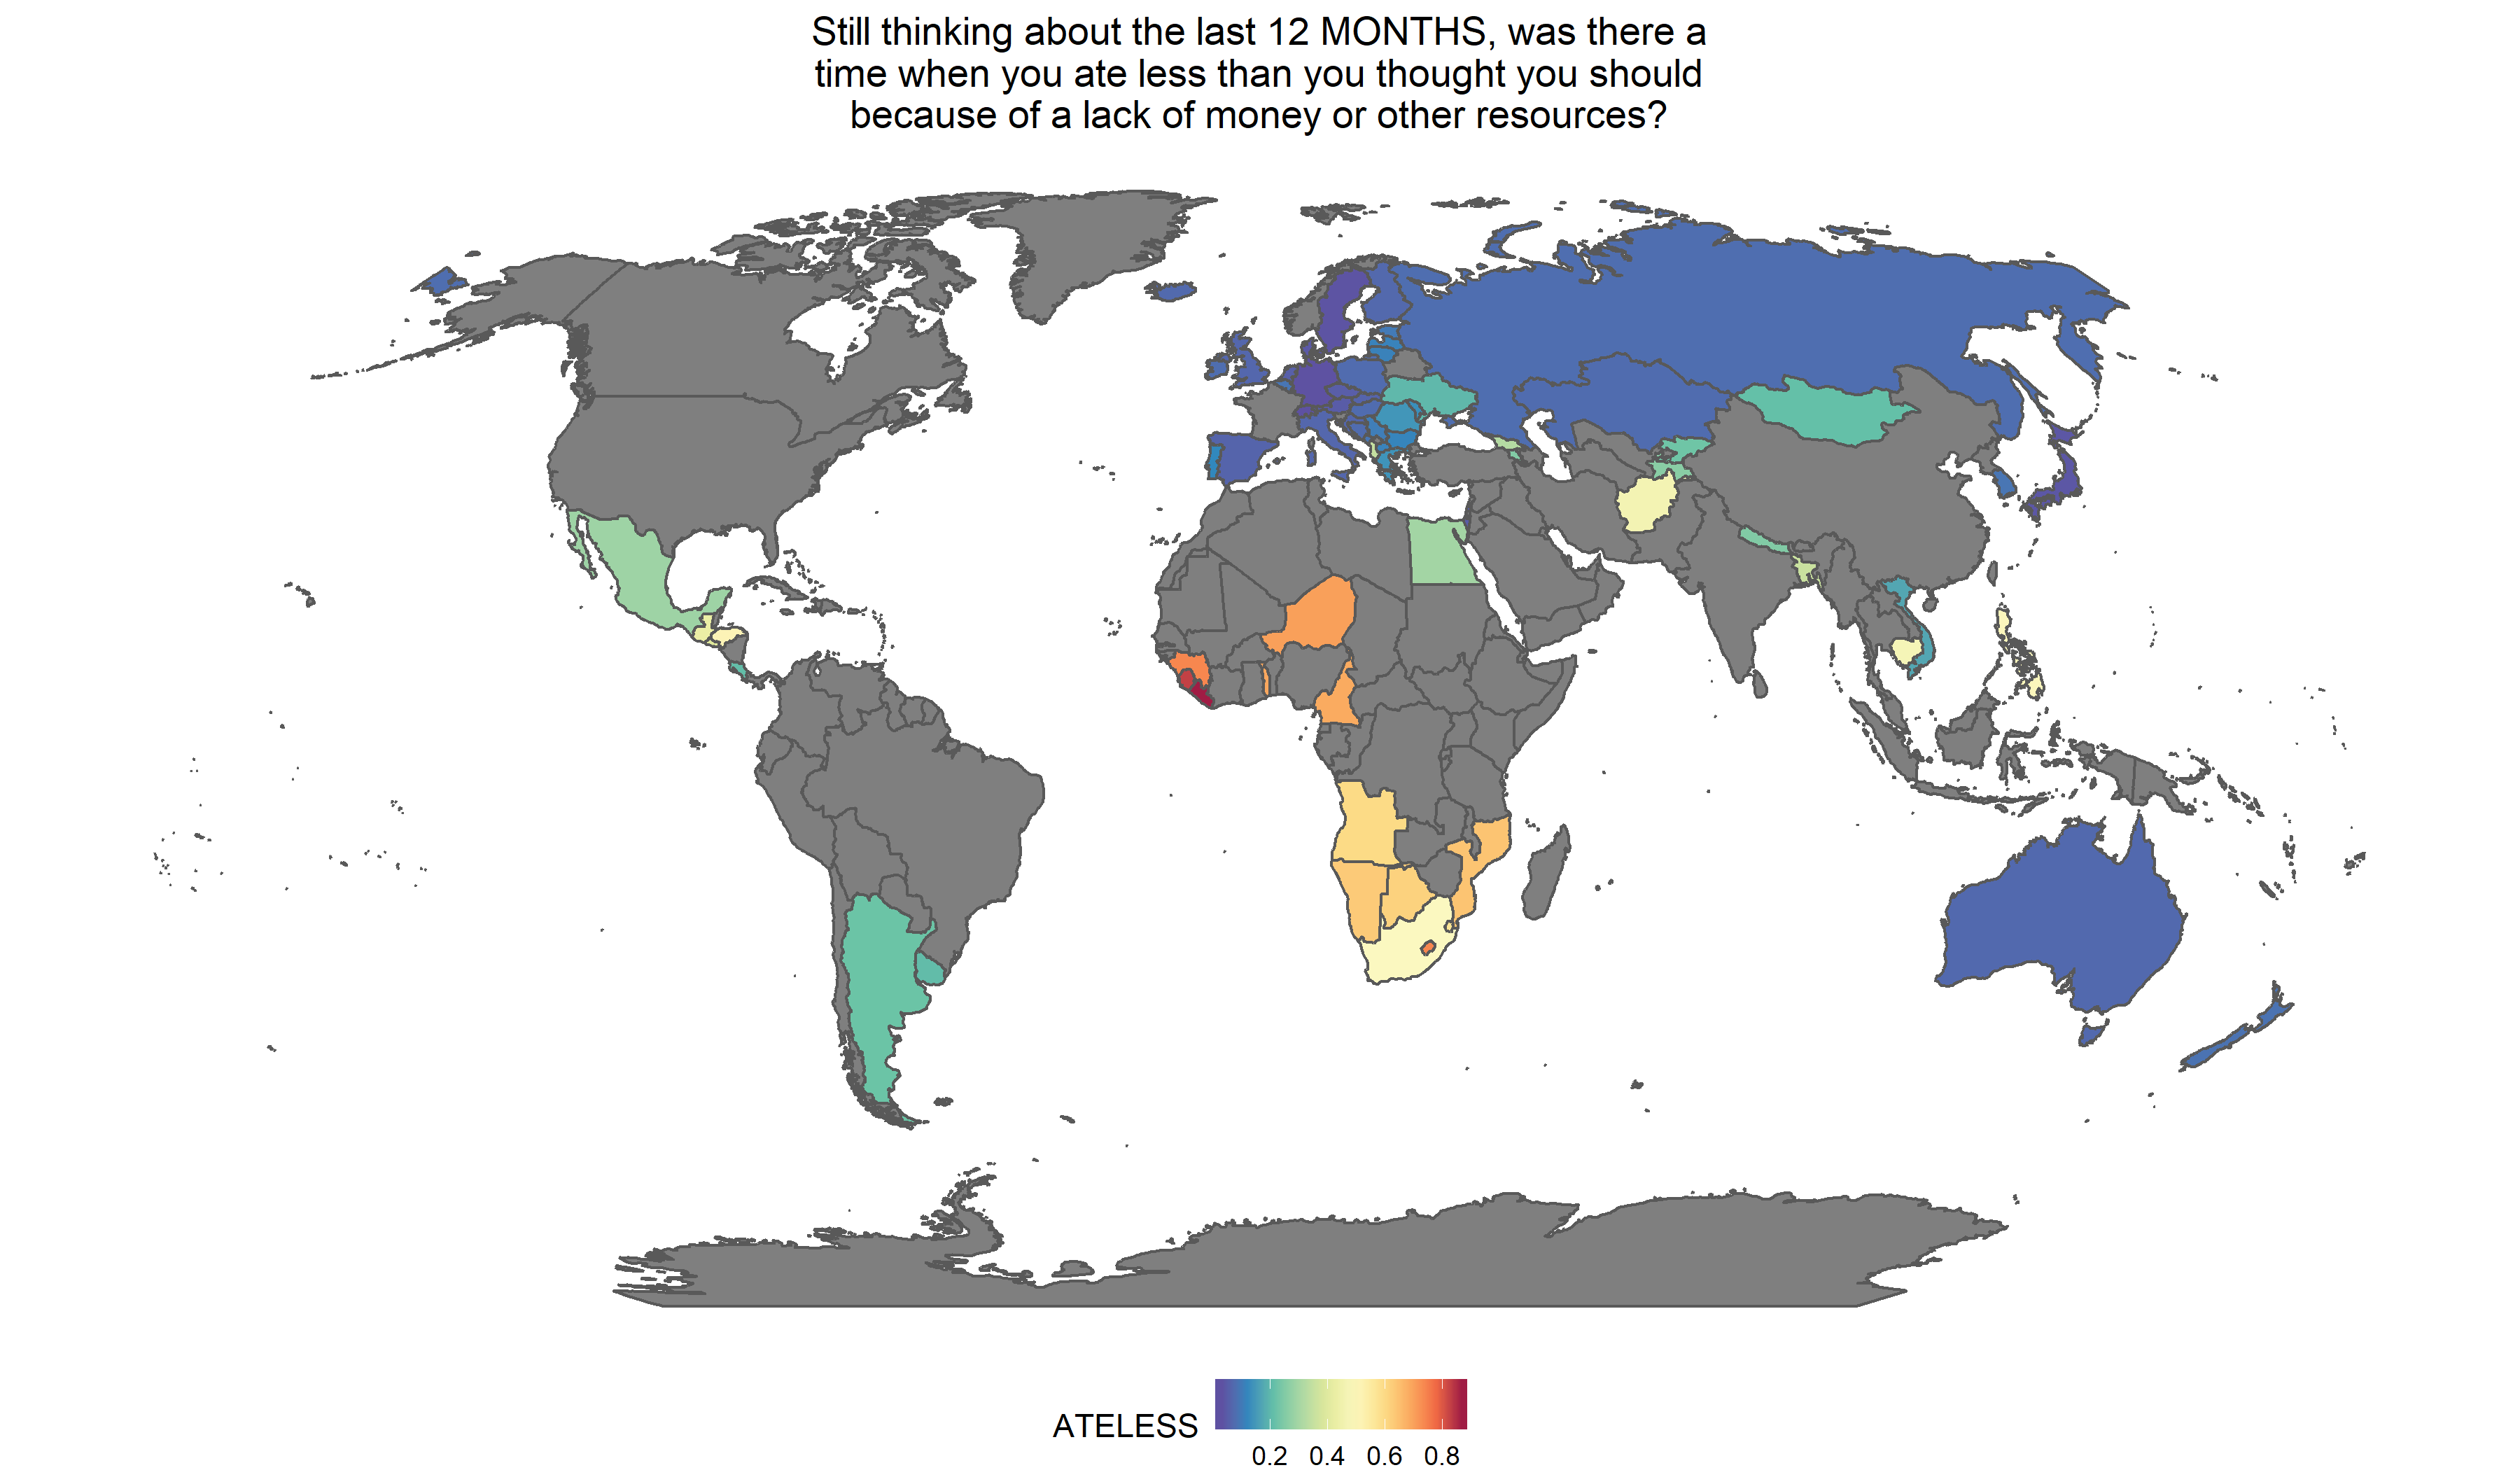 Still thinking about the last 12 MONTHS, was there a
time when you ate less than you thought you should
because of a lack of money or other resources?
ATELESS
0.2 0.4 0.6 0.8